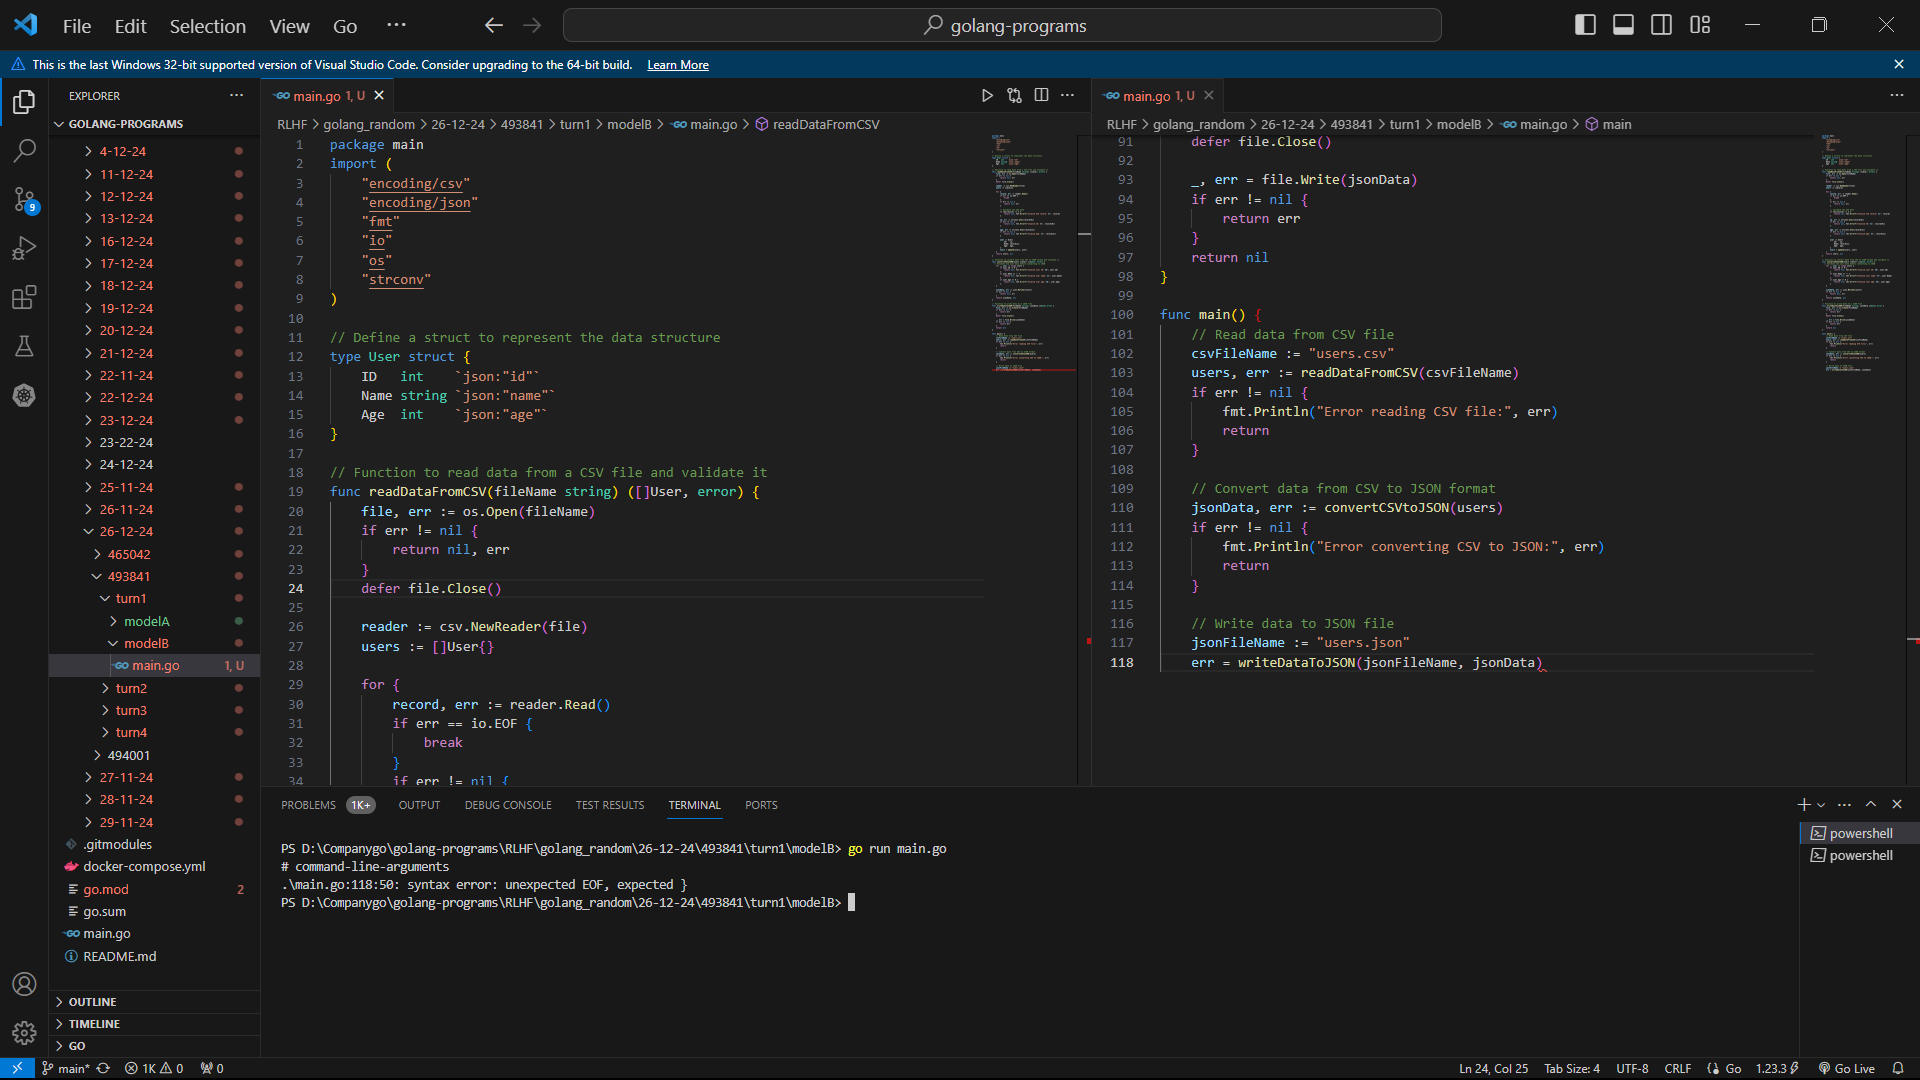 File Edit Selection View Go ··· golang-programs
This is the last Windows 32-bit supported version of Visual Studio Code. Consider upgrading to the 64-bit build. Learn More
EXPLORER ···
GOLANG-PROGRAMS
4-12-24
11-12-24
12-12-24
13-12-24
16-12-24
17-12-24
18-12-24
19-12-24
20-12-24
21-12-24
22-11-24
22-12-24
23-12-24
23-22-24
24-12-24
25-11-24
26-11-24
26-12-24
465042
493841
turn1
modelA
modelB
main.go 1, U
turn2
turn3
turn4
494001
27-11-24
28-11-24
29-11-24
.gitmodules
docker-compose.yml
go.mod 2
go.sum
main.go
README.md
OUTLINE
TIMELINE
GO
9
main.go 1, U
RLHF > golang_random > 26-12-24 > 493841 > turn1 > modelB > main.go > readDataFromCSV
1 package main
2 import (
3 "encoding/csv"
4 "encoding/json"
5 "fmt"
6 "io"
7 "os"
8 "strconv"
9 )
10
11 // Define a struct to represent the data structure
12 type User struct {
13 ID int `json:"id"`
14 Name string `json:"name"`
15 Age int `json:"age"`
16 }
17
18 // Function to read data from a CSV file and validate it
19 func readDataFromCSV(fileName string) ([]User, error) {
20 file, err := os.Open(fileName)
21 if err != nil {
22 return nil, err
23 }
24 defer file.Close()
25
26 reader := csv.NewReader(file)
27 users := []User{}
28
29 for {
30 record, err := reader.Read()
31 if err == io.EOF {
32 break
33 }
34 if err != nil {
main.go 1, U
RLHF > golang_random > 26-12-24 > 493841 > turn1 > modelB > main.go > main
91 defer file.Close()
92
93 _, err = file.Write(jsonData)
94 if err != nil {
95 return err
96 }
97 return nil
98 }
99
100 func main() {
101 // Read data from CSV file
102 csvFileName := "users.csv"
103 users, err := readDataFromCSV(csvFileName)
104 if err != nil {
105 fmt.Println("Error reading CSV file:", err)
106 return
107 }
108
109 // Convert data from CSV to JSON format
110 jsonData, err := convertCSVtoJSON(users)
111 if err != nil {
112 fmt.Println("Error converting CSV to JSON:", err)
113 return
114 }
115
116 // Write data to JSON file
117 jsonFileName := "users.json"
118 err = writeDataToJSON(jsonFileName, jsonData)
PROBLEMS 1K+ OUTPUT DEBUG CONSOLE TEST RESULTS TERMINAL PORTS
PS D:\Companygo\golang-programs\RLHF\golang_random\26-12-24\493841\turn1\modelB> go run main.go
# command-line-arguments
.\main.go:118:50: syntax error: unexpected EOF, expected }
PS D:\Companygo\golang-programs\RLHF\golang_random\26-12-24\493841\turn1\modelB>
powershell
powershell
main* 1K 0 0 Ln 24, Col 25 Tab Size: 4 UTF-8 CRLF Go 1.23.3 Go Live